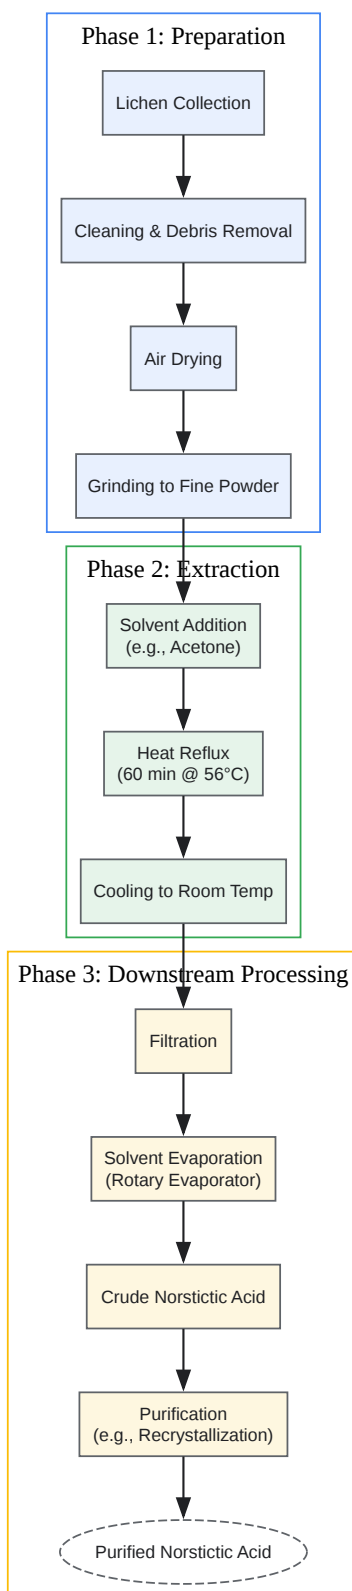 Phase 1: Preparation
Lichen Collection
Cleaning & Debris Removal
Air Drying
Grinding to Fine Powder
Phase 2: Extraction
Solvent Addition
(e.g., Acetone)
Heat Reflux
(60 min @ 56°C)
Cooling to Room Temp
Phase 3: Downstream Processing
Filtration
Solvent Evaporation
(Rotary Evaporator)
Crude Norstictic Acid
Purification
(e.g., Recrystallization)
Purified Norstictic Acid